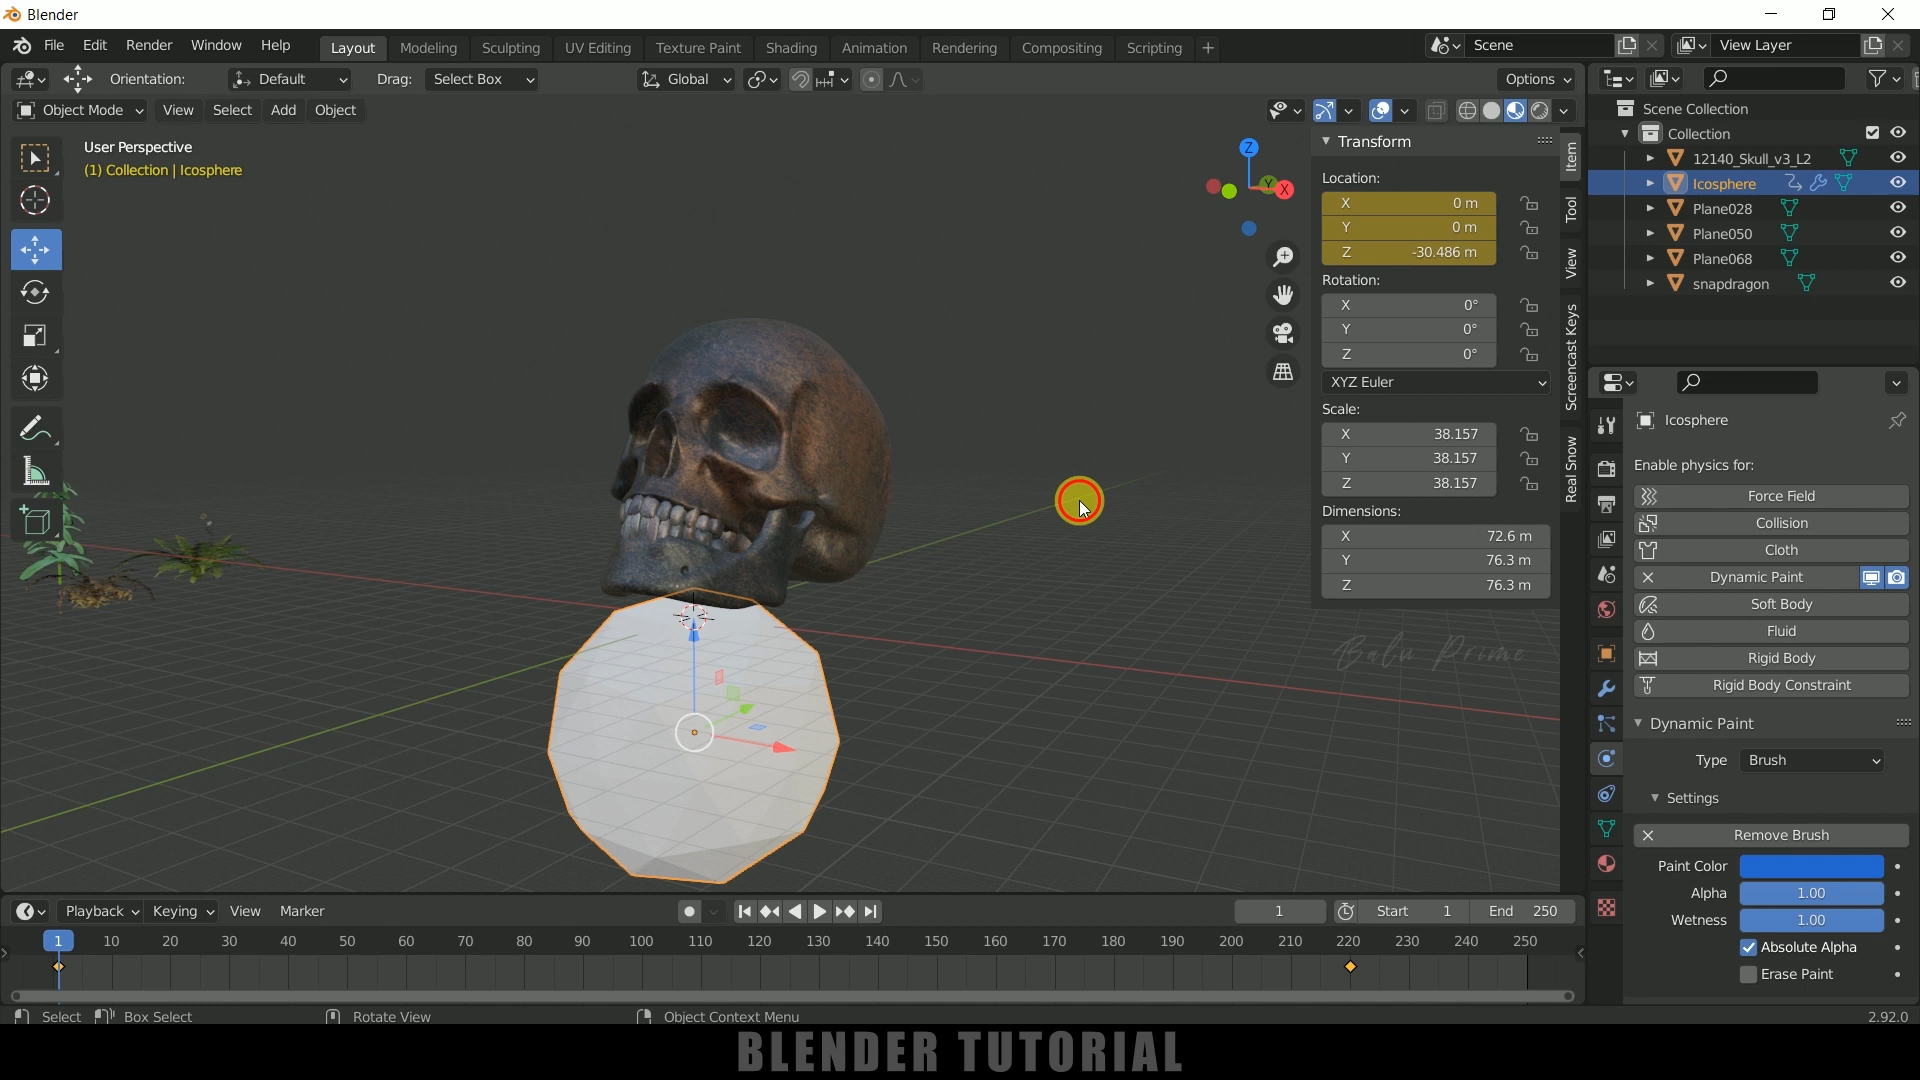 Blender
File Edit Render Window Help Layout Modeling Sculpting UV Editing Texture Paint Shading Animation Rendering Compositing Scripting + Scene View Layer
Orientation: Default Drag: Select Box Global Options
Object Mode View Select Add Object
User Perspective
(1) Collection | Icosphere
Z
Y
X
Transform
Location:
X 0 m
Y 0 m
Z -30.486 m
Rotation:
X 0°
Y 0°
Z 0°
XYZ Euler
Scale:
X 38.157
Y 38.157
Z 38.157
Dimensions:
X 72.6 m
Y 76.3 m
Z 76.3 m
Item
Tool
View
Screencast Keys
Real Snow
Balu Prime
Scene Collection
Collection
12140_Skull_v3_L2
Icosphere
Plane028
Plane050
Plane068
snapdragon
Icosphere
Enable physics for:
Force Field
Collision
Cloth
Dynamic Paint
Soft Body
Fluid
Rigid Body
Rigid Body Constraint
Dynamic Paint
Type Brush
Settings
Remove Brush
Paint Color
Alpha 1.00
Wetness 1.00
Absolute Alpha
Erase Paint
Playback Keying View Marker 1 Start 1 End 250
1 10 20 30 40 50 60 70 80 90 100 110 120 130 140 150 160 170 180 190 200 210 220 230 240 250
Select Box Select Rotate View Object Context Menu 2.92.0
BLENDER TUTORIAL